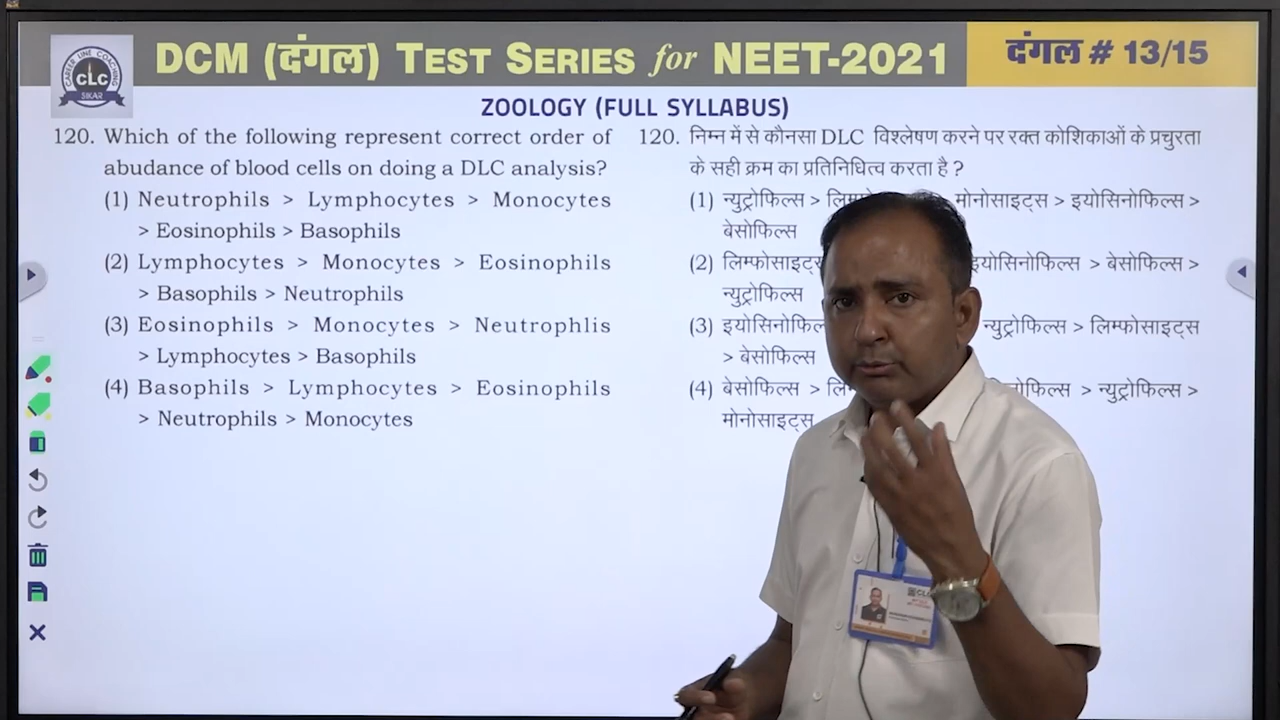 CAREER LINE COACHING
CLC
SIKAR
DCM (दंगल) TEST SERIES for NEET-2021
दंगल # 13/15
ZOOLOGY (FULL SYLLABUS)
120. Which of the following represent correct order of
abudance of blood cells on doing a DLC analysis?
(1) Neutrophils > Lymphocytes > Monocytes
> Eosinophils > Basophils
(2) Lymphocytes > Monocytes > Eosinophils
> Basophils > Neutrophils
(3) Eosinophils > Monocytes > Neutrophlis
> Lymphocytes > Basophils
(4) Basophils > Lymphocytes > Eosinophils
> Neutrophils > Monocytes
120. निम्न में से कौनसा DLC विश्लेषण करने पर रक्त कोशिकाओं के प्रचुरता
के सही क्रम का प्रतिनिधित्व करता है ?
(1) न्युट्रोफिल्स > मोनोसाइट्स > इयोसिनोफिल्स >
बेसोफिल्स
(2) इयोसिनोफिल्स > बेसोफिल्स >
न्युट्रोफिल्स
(3) न्युट्रोफिल्स > लिम्फोसाइट्स
> बेसोफिल्स
(4) बेसोफिल्स > > न्युट्रोफिल्स >
मोनोसाइट्स
CLC